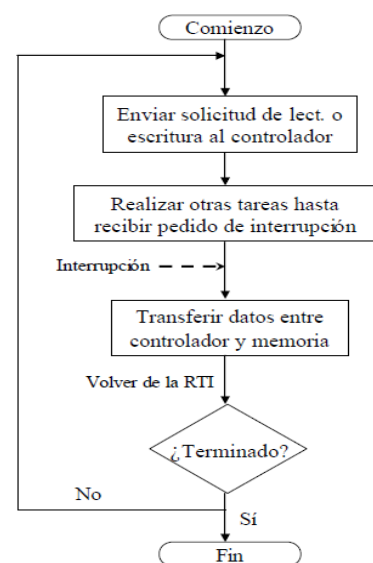 Comienzo
Enviar solicitud de lect. o
escritura al controlador
Realizar otras tareas hasta
recibir pedido de interrupción
Interrupción
Transferir datos entre
controlador y memoria
Volver de la RTI
¿Terminado?
No
Sí
Fin